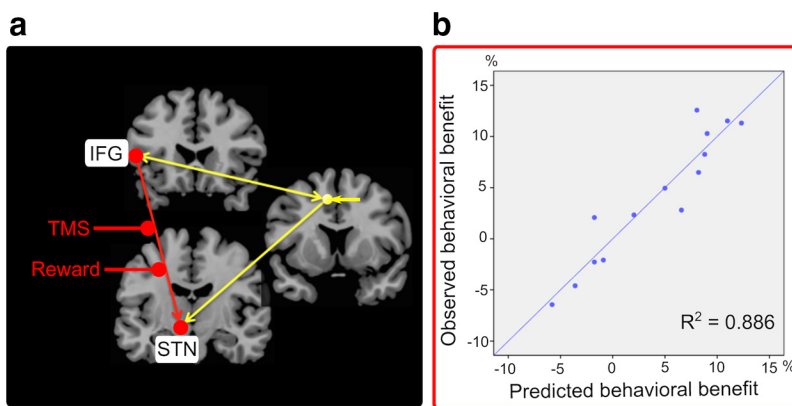 a
IFG
TMS
Reward
STN
b
%
Observed behavioral benefit
15
10
5
0
-5
-10
R² = 0.886
-10 -5 0 5 10 15 %
Predicted behavioral benefit